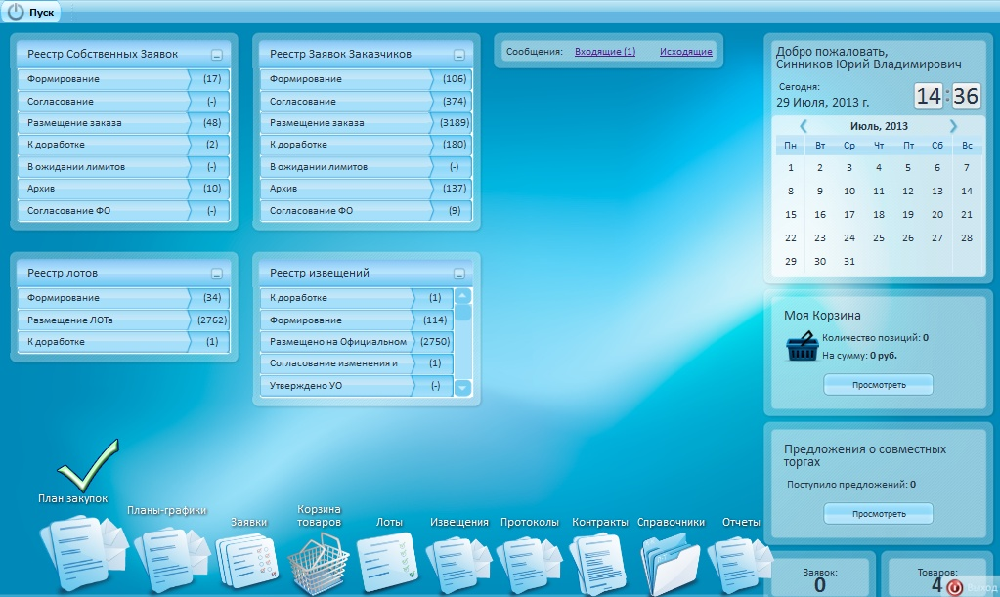 Пуск
Реестр Собственных Заявок
Формирование (17)
Согласование (-)
Размещение заказа (48)
К доработке (2)
В ожидании лимитов (-)
Архив (10)
Согласование ФО (-)
Реестр Заявок Заказчиков
Формирование (106)
Согласование (374)
Размещение заказа (3189)
К доработке (180)
В ожидании лимитов (-)
Архив (137)
Согласование ФО (9)
Сообщения: Входящие (1) Исходящие
Добро пожаловать,
Синников Юрий Владимирович
Сегодня:
29 Июля, 2013 г.
14:36
Июль, 2013
Пн Вт Ср Чт Пт Сб Вс
1 2 3 4 5 6 7
8 9 10 11 12 13 14
15 16 17 18 19 20 21
22 23 24 25 26 27 28
29 30 31
Реестр лотов
Формирование (34)
Размещение ЛОТа (2762)
К доработке (1)
Реестр извещений
К доработке (1)
Формирование (114)
Размещено на Официальном (2750)
Согласование изменения и (1)
Утверждено УО (-)
Моя Корзина
Количество позиций: 0
На сумму: 0 руб.
Просмотреть
Предложения о совместных
торгах
Поступило предложений: 0
Просмотреть
План закупок
Планы-графики
Заявки
Корзина
товаров
Лоты
Извещения
Протоколы
Контракты
Справочники
Отчеты
Заявок:
0
Товаров:
4
Выход